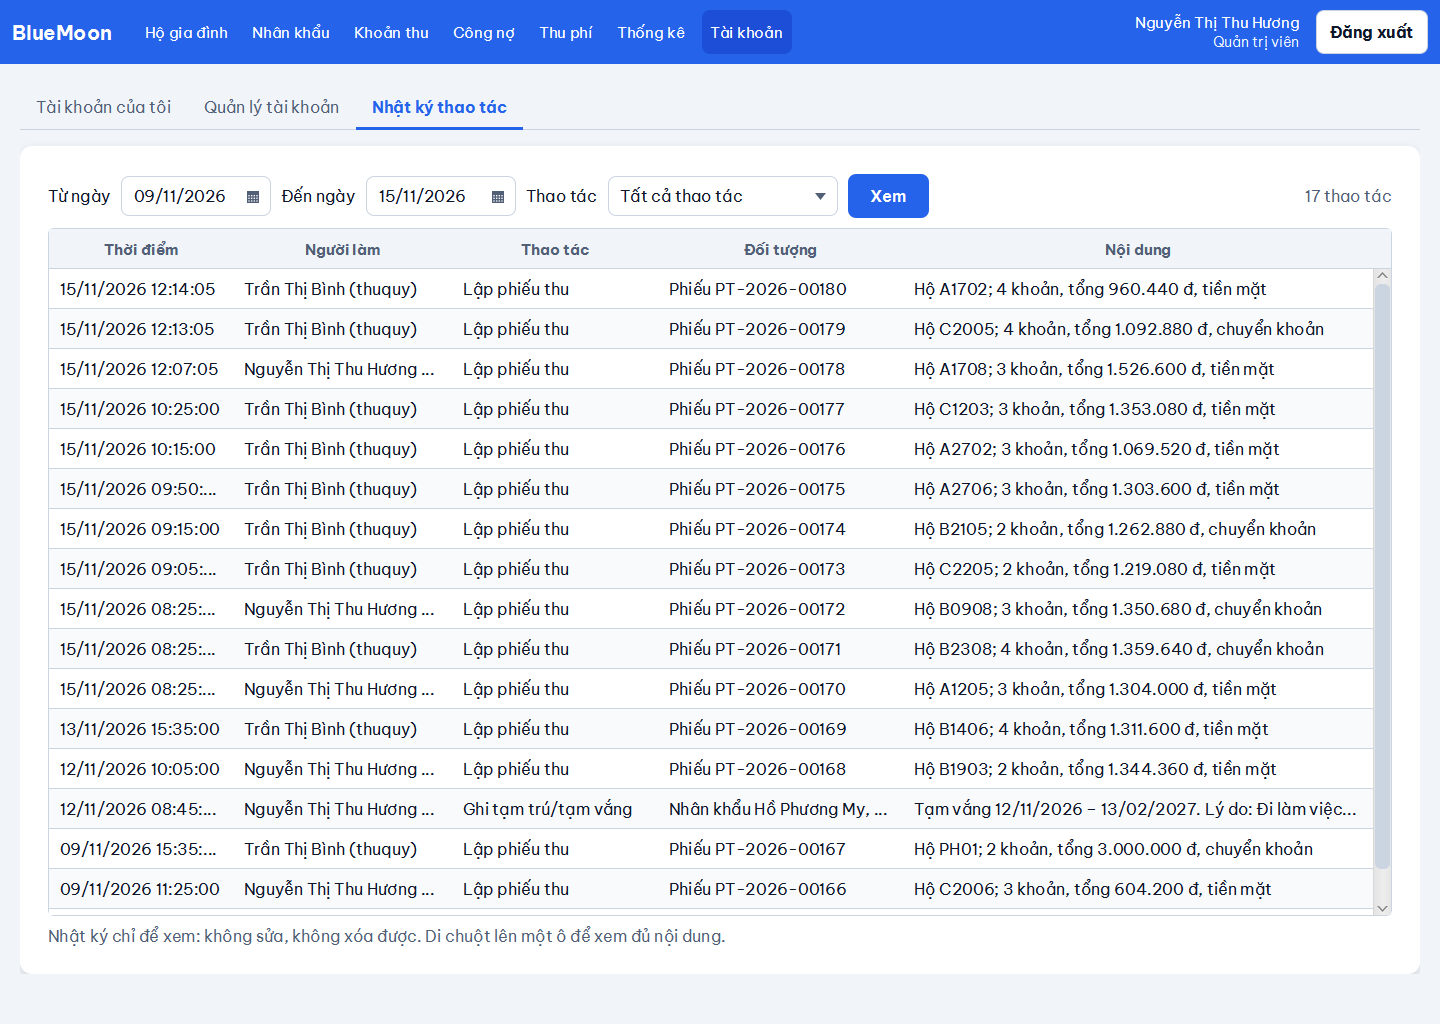 BlueMoon Hộ gia đình Nhân khẩu Khoản thu Công nợ Thu phí Thống kê Tài khoản Nguyễn Thị Thu Hương Đăng xuất
Quản trị viên
Tài khoản của tôi Quản lý tài khoản Nhật ký thao tác
Từ ngày 09/11/2026 Đến ngày 15/11/2026 Thao tác Tất cả thao tác Xem 17 thao tác
Thời điểm Người làm Thao tác Đối tượng Nội dung
15/11/2026 12:14:05 Trần Thị Bình (thuquy) Lập phiếu thu Phiếu PT-2026-00180 Hộ A1702; 4 khoản, tổng 960.440 đ, tiền mặt
15/11/2026 12:13:05 Trần Thị Bình (thuquy) Lập phiếu thu Phiếu PT-2026-00179 Hộ C2005; 4 khoản, tổng 1.092.880 đ, chuyển khoản
15/11/2026 12:07:05 Nguyễn Thị Thu Hương ... Lập phiếu thu Phiếu PT-2026-00178 Hộ A1708; 3 khoản, tổng 1.526.600 đ, tiền mặt
15/11/2026 10:25:00 Trần Thị Bình (thuquy) Lập phiếu thu Phiếu PT-2026-00177 Hộ C1203; 3 khoản, tổng 1.353.080 đ, tiền mặt
15/11/2026 10:15:00 Trần Thị Bình (thuquy) Lập phiếu thu Phiếu PT-2026-00176 Hộ A2702; 3 khoản, tổng 1.069.520 đ, tiền mặt
15/11/2026 09:50:... Trần Thị Bình (thuquy) Lập phiếu thu Phiếu PT-2026-00175 Hộ A2706; 3 khoản, tổng 1.303.600 đ, tiền mặt
15/11/2026 09:15:00 Trần Thị Bình (thuquy) Lập phiếu thu Phiếu PT-2026-00174 Hộ B2105; 2 khoản, tổng 1.262.880 đ, chuyển khoản
15/11/2026 09:05:... Trần Thị Bình (thuquy) Lập phiếu thu Phiếu PT-2026-00173 Hộ C2205; 2 khoản, tổng 1.219.080 đ, tiền mặt
15/11/2026 08:25:... Nguyễn Thị Thu Hương ... Lập phiếu thu Phiếu PT-2026-00172 Hộ B0908; 3 khoản, tổng 1.350.680 đ, chuyển khoản
15/11/2026 08:25:... Trần Thị Bình (thuquy) Lập phiếu thu Phiếu PT-2026-00171 Hộ B2308; 4 khoản, tổng 1.359.640 đ, chuyển khoản
15/11/2026 08:25:... Nguyễn Thị Thu Hương ... Lập phiếu thu Phiếu PT-2026-00170 Hộ A1205; 3 khoản, tổng 1.304.000 đ, tiền mặt
13/11/2026 15:35:00 Trần Thị Bình (thuquy) Lập phiếu thu Phiếu PT-2026-00169 Hộ B1406; 4 khoản, tổng 1.311.600 đ, tiền mặt
12/11/2026 10:05:00 Nguyễn Thị Thu Hương ... Lập phiếu thu Phiếu PT-2026-00168 Hộ B1903; 2 khoản, tổng 1.344.360 đ, tiền mặt
12/11/2026 08:45:... Nguyễn Thị Thu Hương ... Ghi tạm trú/tạm vắng Nhân khẩu Hồ Phương My, ... Tạm vắng 12/11/2026 – 13/02/2027. Lý do: Đi làm việc...
09/11/2026 15:35:... Trần Thị Bình (thuquy) Lập phiếu thu Phiếu PT-2026-00167 Hộ PH01; 2 khoản, tổng 3.000.000 đ, chuyển khoản
09/11/2026 11:25:00 Nguyễn Thị Thu Hương ... Lập phiếu thu Phiếu PT-2026-00166 Hộ C2006; 3 khoản, tổng 604.200 đ, tiền mặt
Nhật ký chỉ để xem: không sửa, không xóa được. Di chuột lên một ô để xem đủ nội dung.